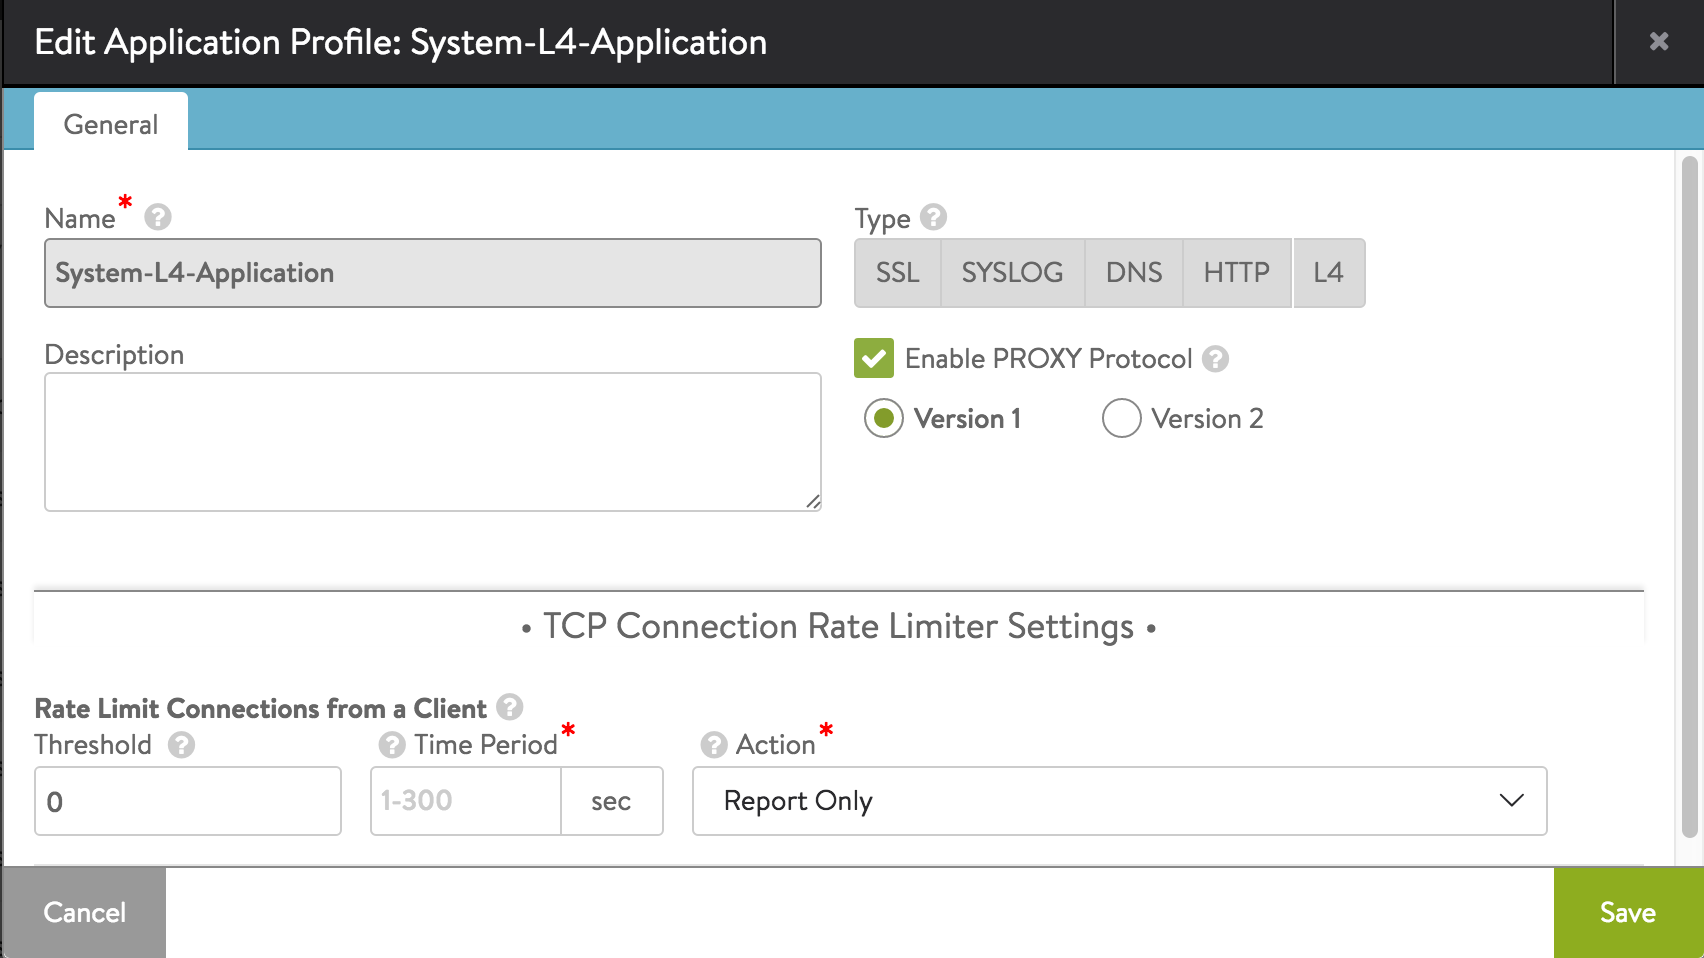 Edit Application Profile: System-L4-Application
General
Name * ?
Type ?
System-L4-Application
SSL SYSLOG DNS HTTP L4
Description
Enable PROXY Protocol ?
Version 1 Version 2
• TCP Connection Rate Limiter Settings •
Rate Limit Connections from a Client ?
Threshold ? ? Time Period * ? Action *
0 1-300 sec Report Only
Cancel Save